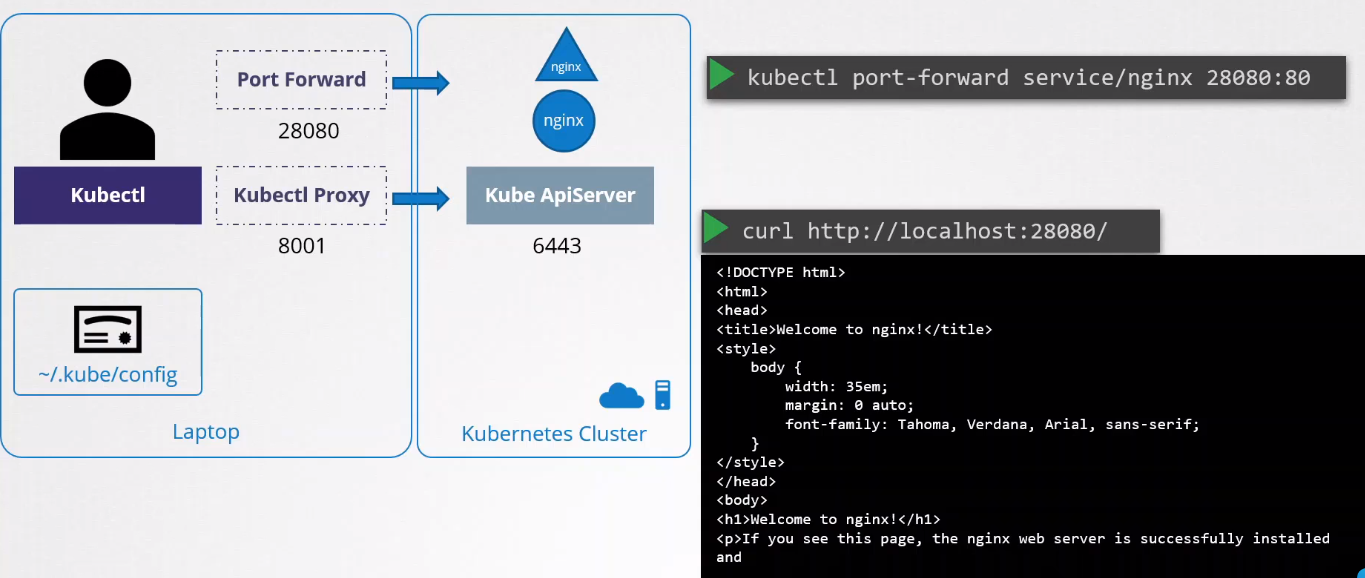 Port Forward
28080
Kubectl
Kubectl Proxy
8001
~/.kube/config
Laptop
nginx
nginx
Kube ApiServer
6443
Kubernetes Cluster
kubectl port-forward service/nginx 28080:80
curl http://localhost:28080/
<!DOCTYPE html>
<html>
<head>
<title>Welcome to nginx!</title>
<style>
    body {
        width: 35em;
        margin: 0 auto;
        font-family: Tahoma, Verdana, Arial, sans-serif;
    }
</style>
</head>
<body>
<h1>Welcome to nginx!</h1>
<p>If you see this page, the nginx web server is successfully installed
and